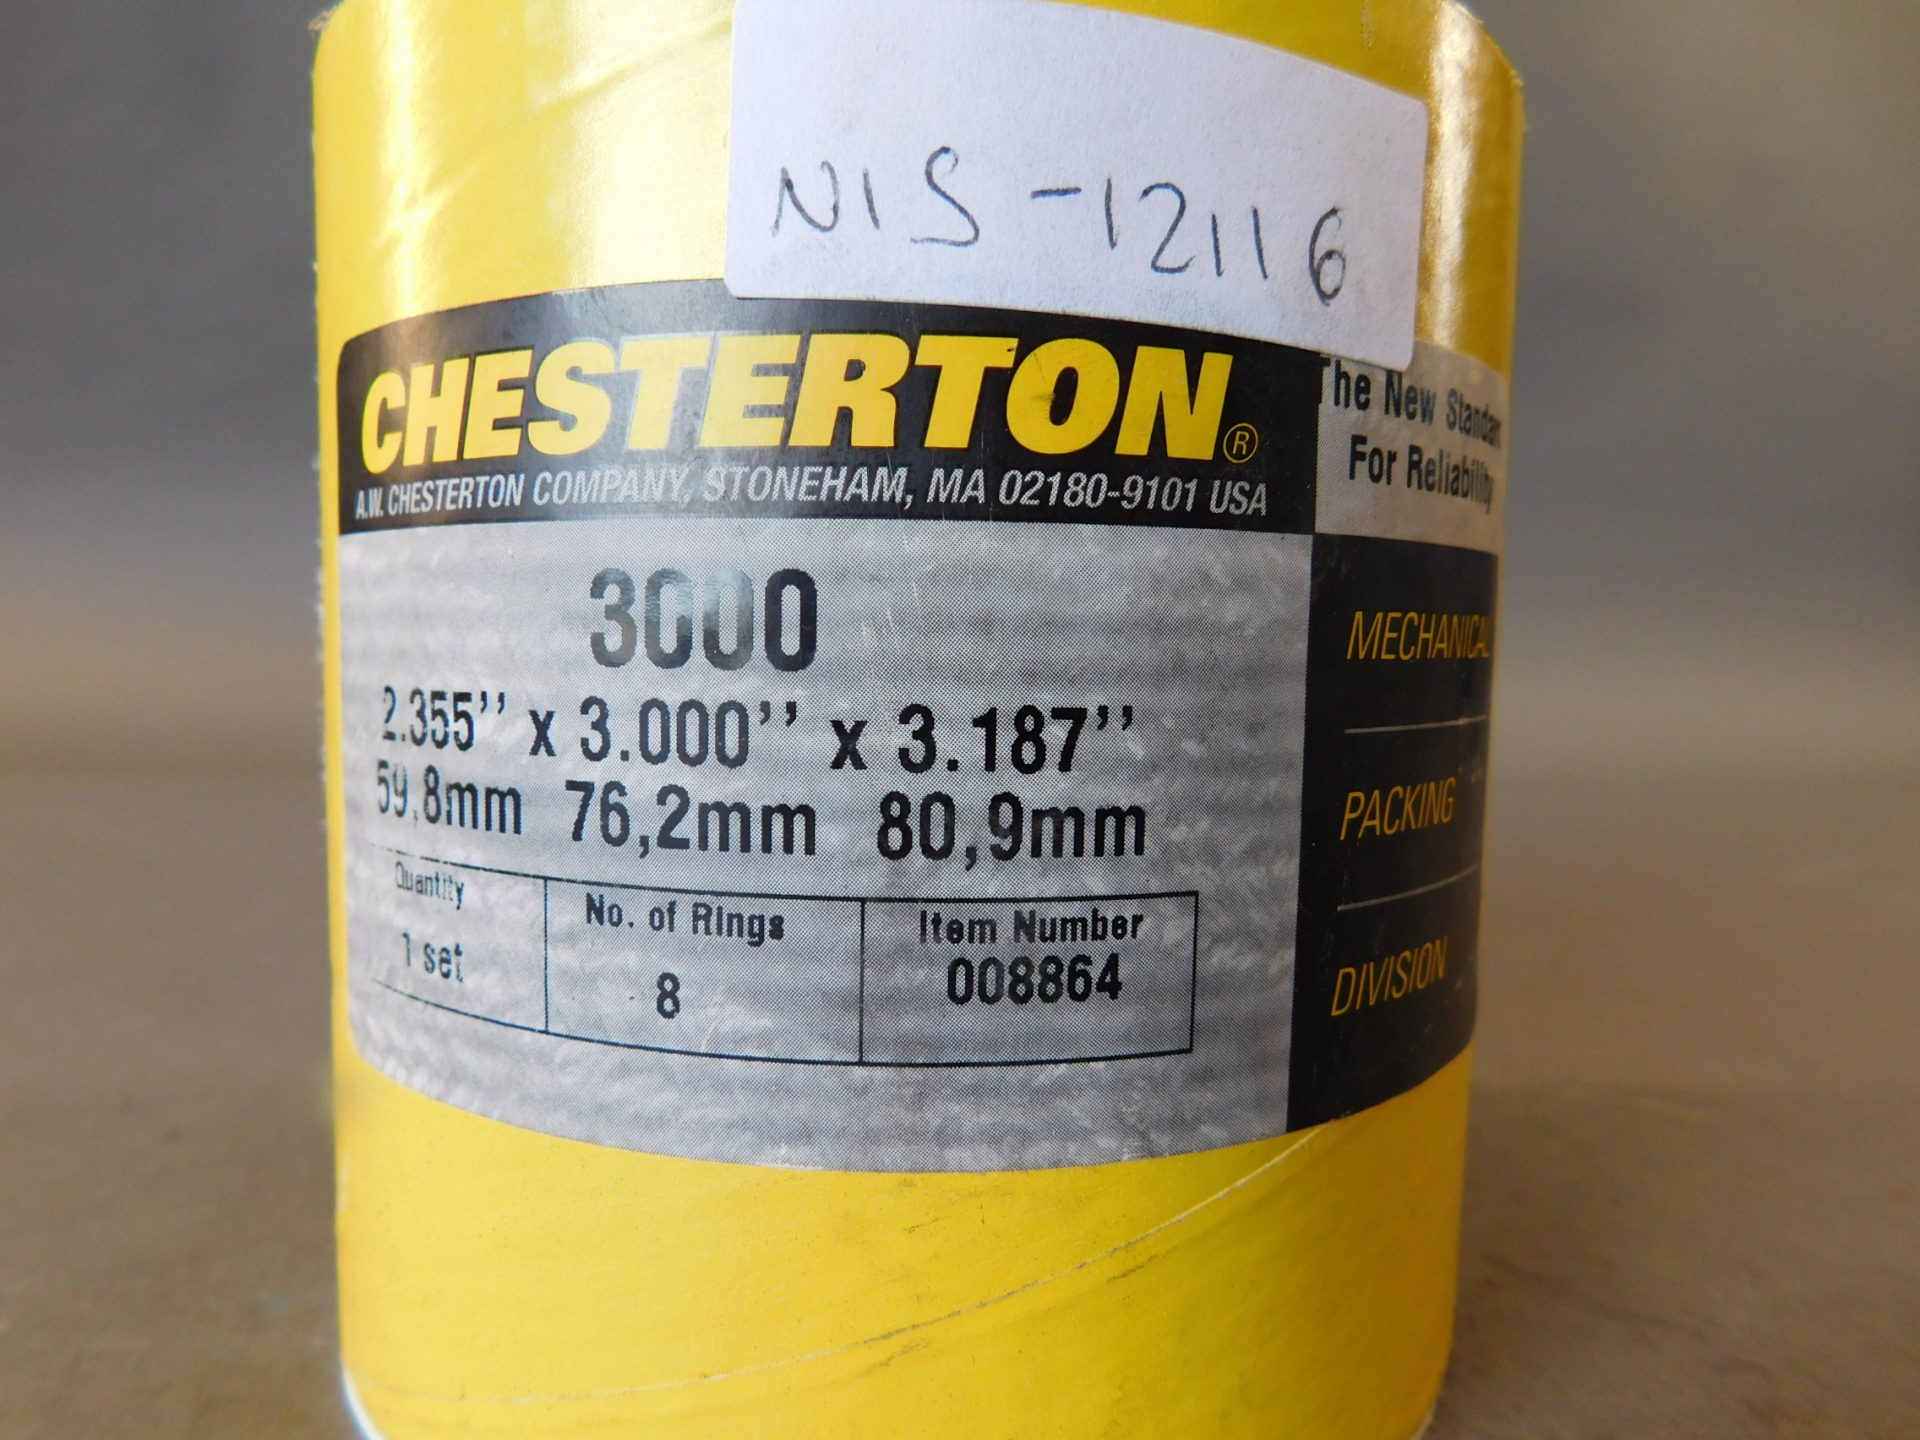 NIS-12116
CHESTERTON®
A.W. CHESTERTON COMPANY, STONEHAM, MA 02180-9101 USA
The New Standard
For Reliability
3000
2.355'' x 3.000'' x 3.187''
59,8mm 76,2mm 80,9mm
Quantity No. of Rings Item Number
1 set 8 008864
MECHANICAL
PACKING
DIVISION